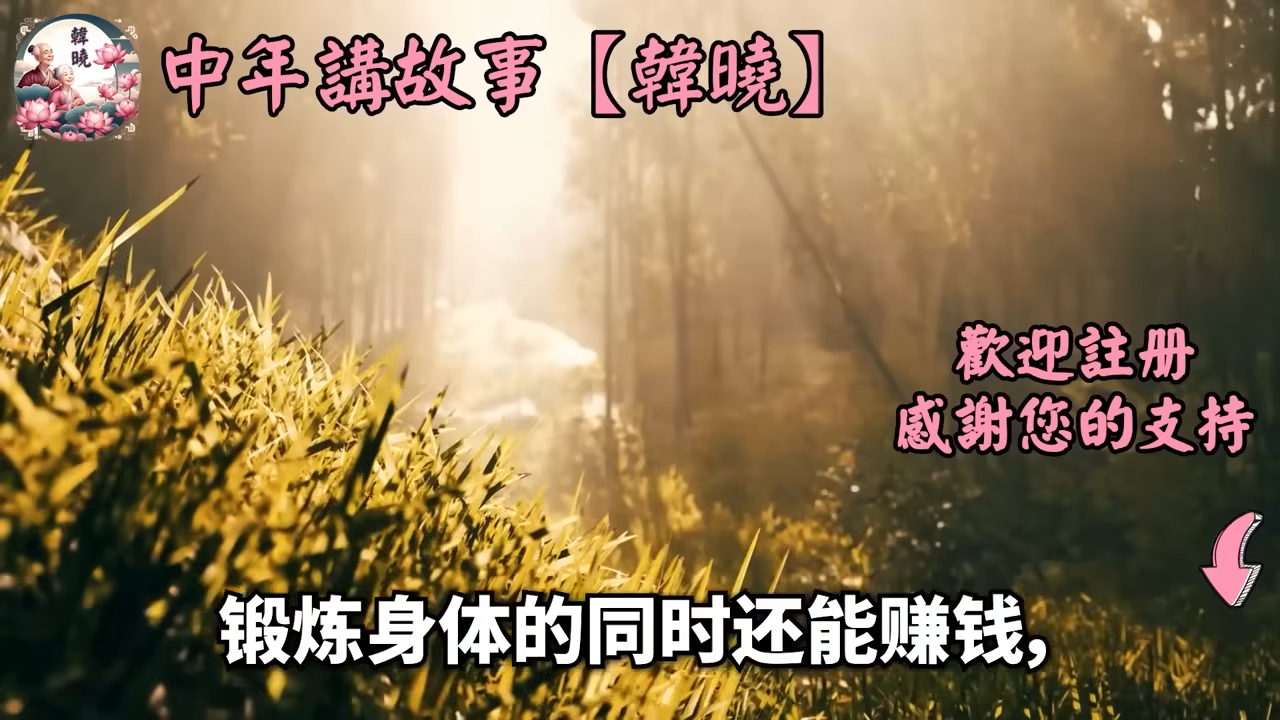 韓
曉
中年講故事【韓曉】
歡迎註册
感謝您的支持
锻炼身体的同时还能赚钱,